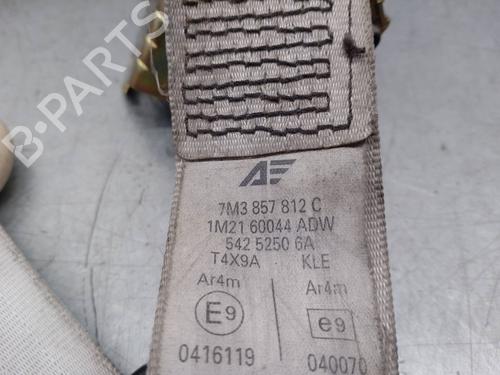 B-PARTS
AE
7M3 857 812 C
1M21 60044 ADW
542 5250 6A
T4X9A KLE
Ar4m Ar4m
E9 e9
0416119 040070